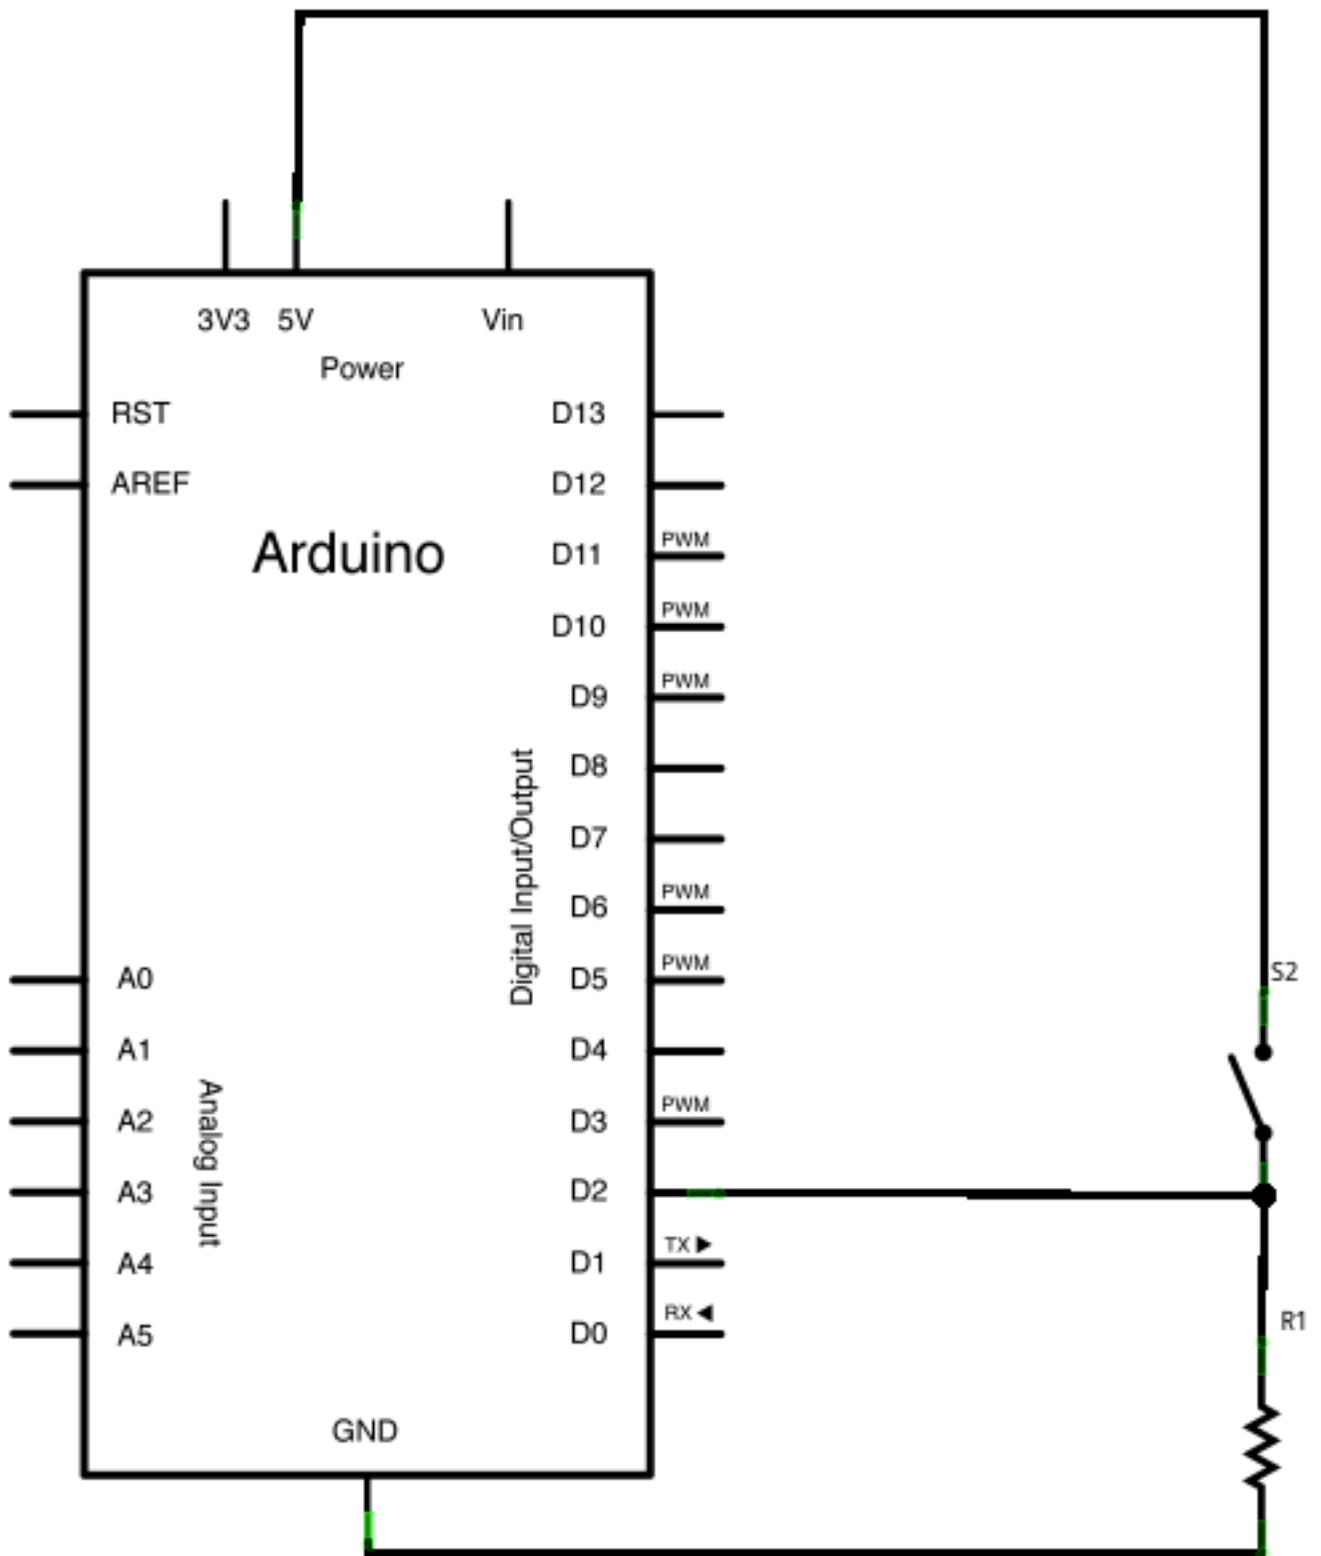 3V3 5V Vin
Power
RST D13
AREF D12
Arduino
PWM
D11
PWM
D10
PWM
D9
D8
D7
Digital Input/Output
PWM
D6
PWM
A0 D5
S2
A1 D4
PWM
A2 D3
Analog Input
A3 D2
TX
A4 D1
RX
A5 D0
R1
GND